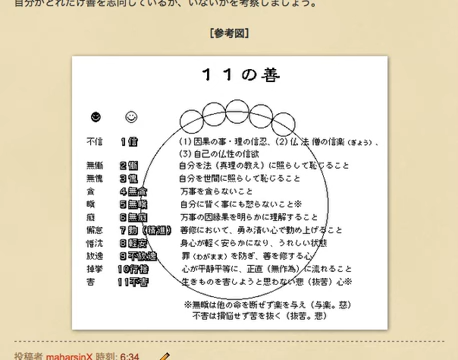 自分がどれだけ善を志向しているか、いないかを考察しましょう。
[参考図]
11の善
不信 1信 (1)因果の事・理の信忍、(2)仏法僧の信楽(ぎょう)、
(3)自己の仏性の信欲
無慚 2慚 自分を法(真理の教え)に照らして恥じること
無愧 3愧 自分を世間に照らして恥じること
貪 4無貪 万事を貪らないこと
瞋 5無瞋 自分に背く事にも怒らないこと※
癡 6無癡 万事の因縁果を明らかに理解すること
懈怠 7勤(精進) 善修において、勇み清い心で勤め上げること
惛沈 8軽安 身心が軽く安らかになり、うれしい状態
放逸 9不放逸 罪(わがまま)を防ぎ、善を修する心
掉挙 10行捨 心が平静平等に、正直(無作為)に流れること
害 11不害 生きものを害しようと思わない悲(抜苦)心※
※無瞋は他の命を断ぜず楽を与え(与楽。慈)
不害は損悩せず苦を抜く(抜苦。悲)
投稿者 maharsinX 時刻: 6:34